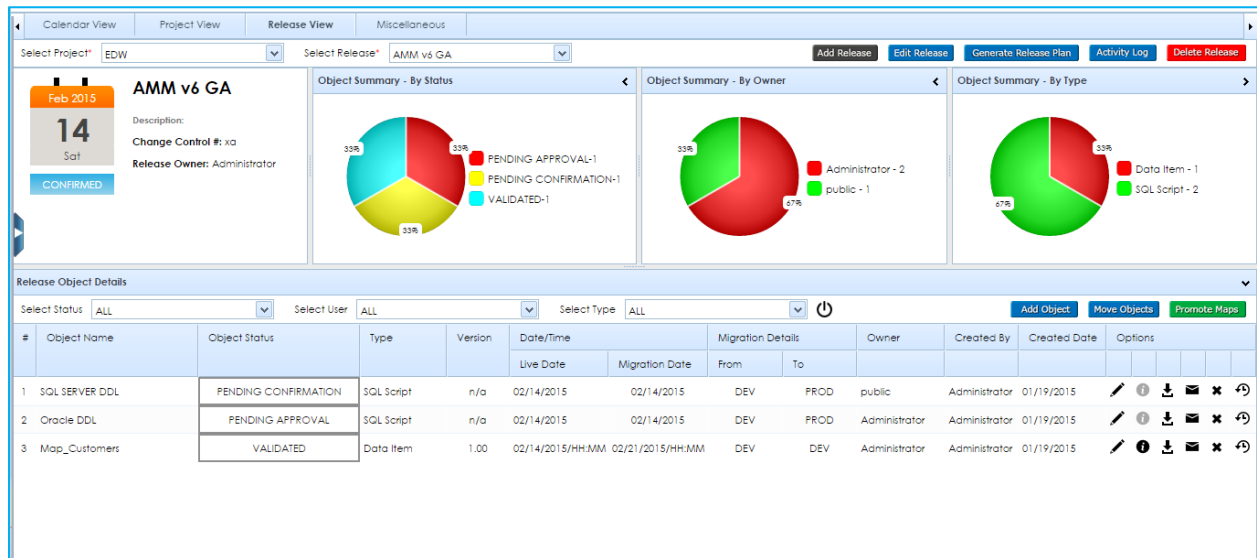 Calendar View Project View Release View Miscellaneous
Select Project* EDW Select Release* AMM v6 GA Add Release Edit Release Generate Release Plan Activity Log Delete Release
Feb 2015
14
Sat
CONFIRMED
AMM v6 GA
Description:
Change Control #: xa
Release Owner: Administrator
Object Summary - By Status
33%
33%
33%
PENDING APPROVAL-1
PENDING CONFIRMATION-1
VALIDATED-1
Object Summary - By Owner
33%
67%
Administrator - 2
public - 1
Object Summary - By Type
33%
67%
Data Item - 1
SQL Script - 2
Release Object Details
Select Status ALL Select User ALL Select Type ALL Add Object Move Objects Promote Maps
# Object Name Object Status Type Version Date/Time Migration Details Owner Created By Created Date Options
Live Date Migration Date From To
1 SQL SERVER DDL PENDING CONFIRMATION SQL Script n/a 02/14/2015 02/14/2015 DEV PROD public Administrator 01/19/2015
2 Oracle DDL PENDING APPROVAL SQL Script n/a 02/14/2015 02/14/2015 DEV PROD Administrator Administrator 01/19/2015
3 Map_Customers VALIDATED Data Item 1.00 02/14/2015/HH:MM 02/21/2015/HH:MM DEV DEV Administrator Administrator 01/19/2015